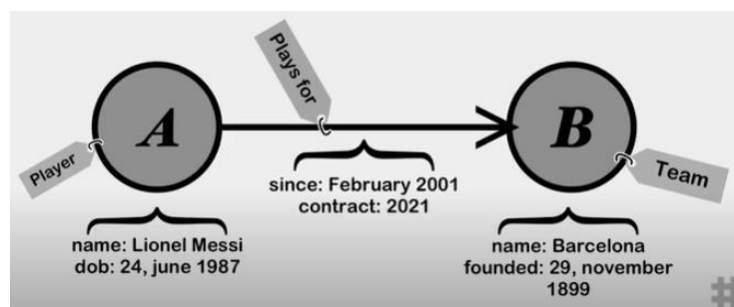 Plays for
A
B
Player
Team
since: February 2001
contract: 2021
name: Lionel Messi
dob: 24, june 1987
name: Barcelona
founded: 29, november
1899
#